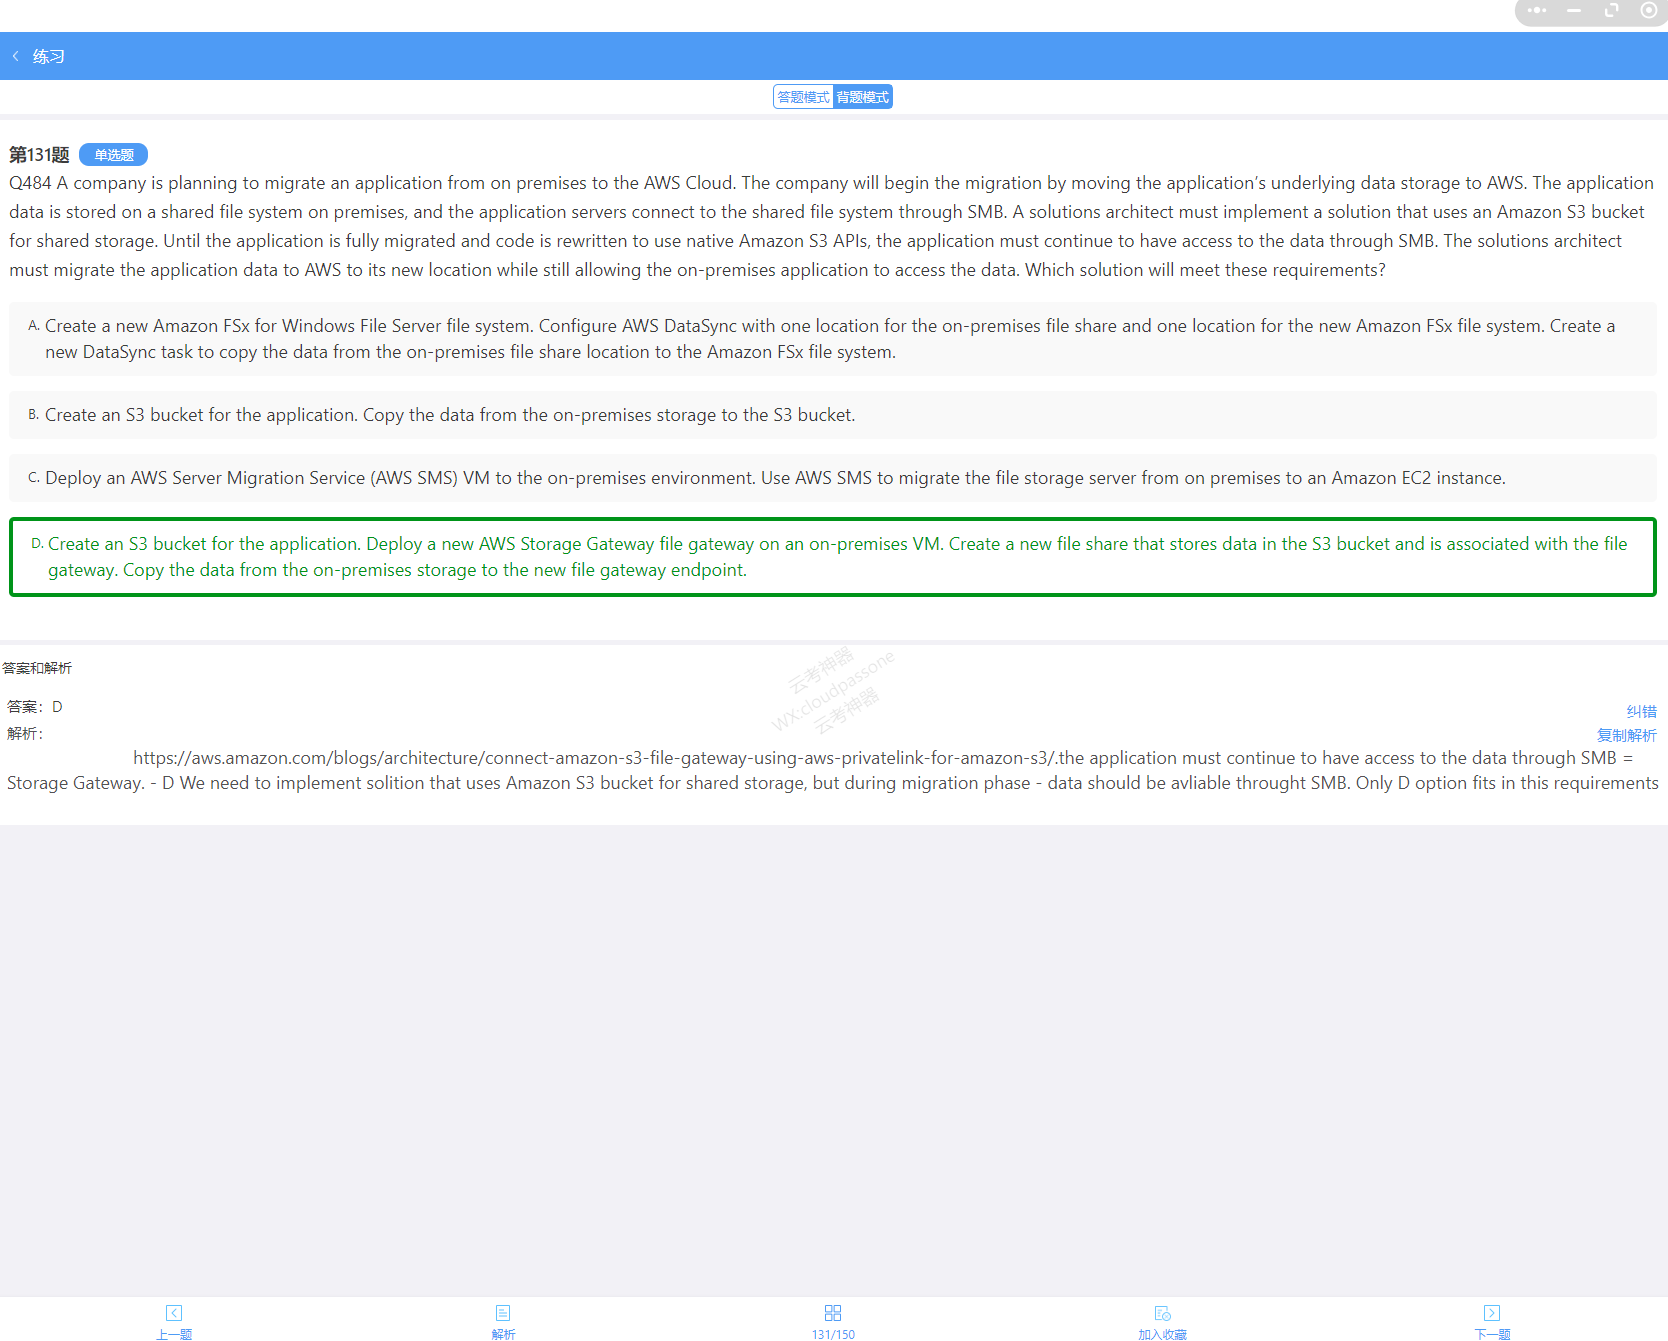 练习
答题模式 背题模式
第131题 单选题
Q484 A company is planning to migrate an application from on premises to the AWS Cloud. The company will begin the migration by moving the application's underlying data storage to AWS. The application
data is stored on a shared file system on premises, and the application servers connect to the shared file system through SMB. A solutions architect must implement a solution that uses an Amazon S3 bucket
for shared storage. Until the application is fully migrated and code is rewritten to use native Amazon S3 APIs, the application must continue to have access to the data through SMB. The solutions architect
must migrate the application data to AWS to its new location while still allowing the on-premises application to access the data. Which solution will meet these requirements?
A. Create a new Amazon FSx for Windows File Server file system. Configure AWS DataSync with one location for the on-premises file share and one location for the new Amazon FSx file system. Create a
new DataSync task to copy the data from the on-premises file share location to the Amazon FSx file system.
B. Create an S3 bucket for the application. Copy the data from the on-premises storage to the S3 bucket.
C. Deploy an AWS Server Migration Service (AWS SMS) VM to the on-premises environment. Use AWS SMS to migrate the file storage server from on premises to an Amazon EC2 instance.
D. Create an S3 bucket for the application. Deploy a new AWS Storage Gateway file gateway on an on-premises VM. Create a new file share that stores data in the S3 bucket and is associated with the file
gateway. Copy the data from the on-premises storage to the new file gateway endpoint.
答案和解析
云考神器
WX:cloudpassone
云考神器
答案：D
纠错
解析：
复制解析
https://aws.amazon.com/blogs/architecture/connect-amazon-s3-file-gateway-using-aws-privatelink-for-amazon-s3/.the application must continue to have access to the data through SMB =
Storage Gateway. - D We need to implement solition that uses Amazon S3 bucket for shared storage, but during migration phase - data should be avliable throught SMB. Only D option fits in this requirements
上一题 解析 131/150 加入收藏 下一题